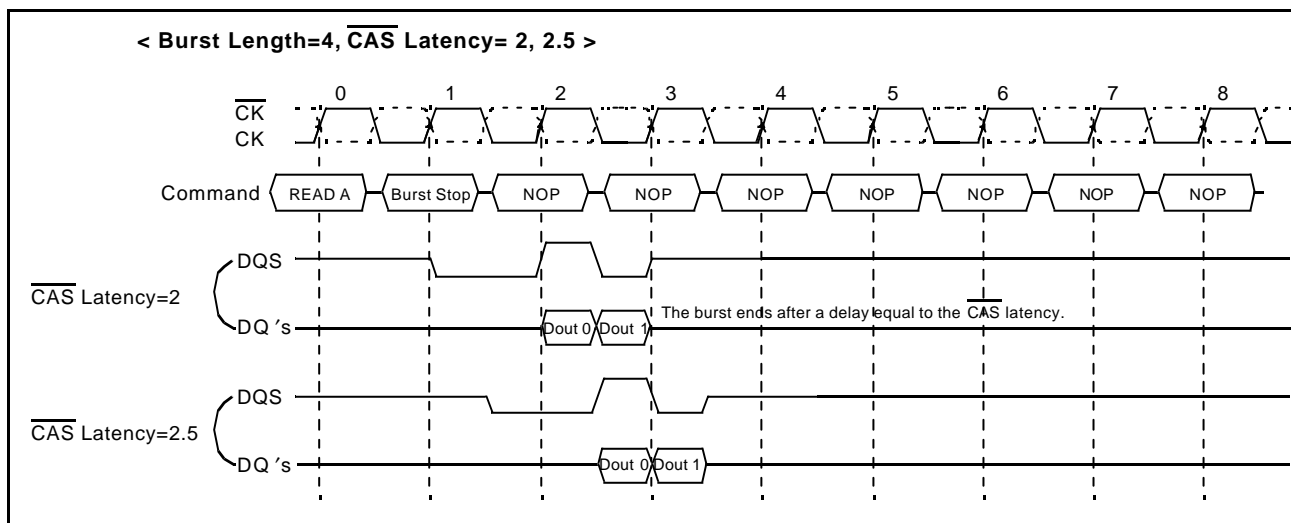 < Burst Length=4, CAS Latency= 2, 2.5 >
0 1 2 3 4 5 6 7 8
CK
CK
Command READ A Burst Stop NOP NOP NOP NOP NOP NOP NOP
DQS
CAS Latency=2
The burst ends after a delay equal to the CAS latency.
DQ 's Dout 0 Dout 1
DQS
CAS Latency=2.5
DQ 's Dout 0 Dout 1